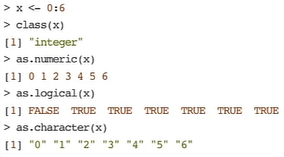 > x <- 0:6
> class(x)
[1] "integer"
> as.numeric(x)
[1] 0 1 2 3 4 5 6
> as.logical(x)
[1] FALSE TRUE TRUE TRUE TRUE TRUE TRUE
> as.character(x)
[1] "0" "1" "2" "3" "4" "5" "6"